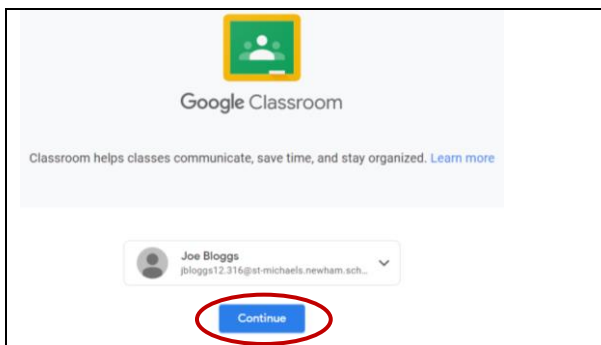 Google Classroom
Classroom helps classes communicate, save time, and stay organized. Learn more
Joe Bloggs
jbloggs12.316@st-michaels.newham.sch...
Continue